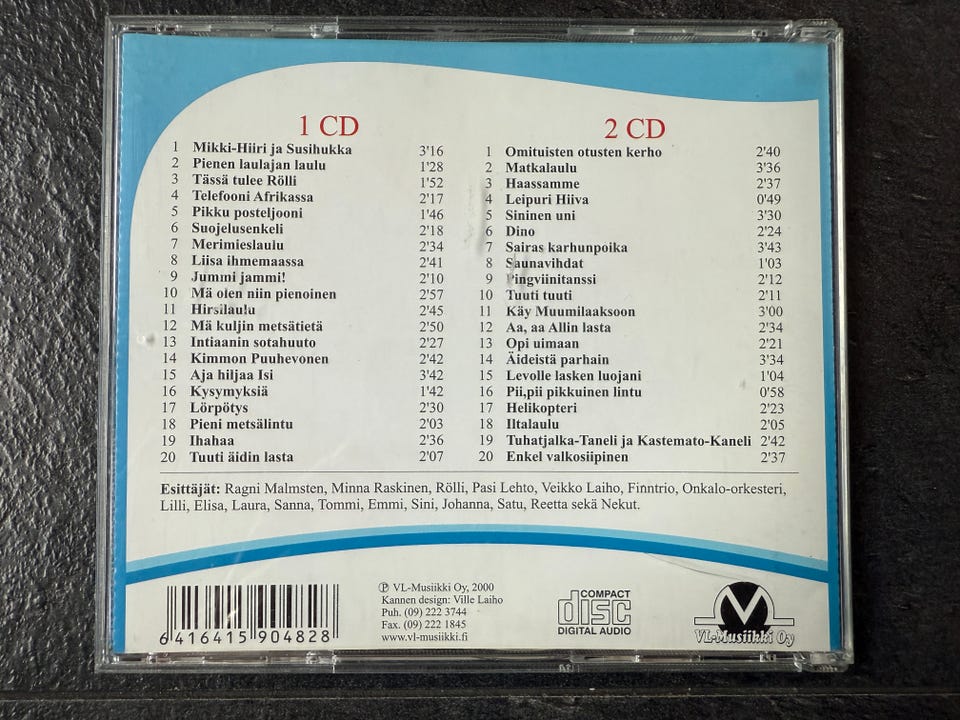 1 CD
1 Mikki-Hiiri ja Susihukka 3'16
2 Pienen laulajan laulu 1'28
3 Tässä tulee Rölli 1'52
4 Telefooni Afrikassa 2'17
5 Pikku posteljooni 1'46
6 Suojelusenkeli 2'18
7 Merimieslaulu 2'34
8 Liisa ihmemaassa 2'41
9 Jummi jammi! 2'10
10 Mä olen niin pienoinen 2'57
11 Hirsilaulu 2'45
12 Mä kuljin metsätietä 2'50
13 Intiaanin sotahuuto 2'27
14 Kimmon Puuhevonen 2'42
15 Aja hiljaa Isi 3'42
16 Kysymyksiä 1'42
17 Lörpötys 2'30
18 Pieni metsälintu 2'03
19 Ihahaa 2'36
20 Tuuti äidin lasta 2'07
2 CD
1 Omituisten otusten kerho 2'40
2 Matkalaulu 3'36
3 Haassamme 2'37
4 Leipuri Hiiva 0'49
5 Sininen uni 3'30
6 Dino 2'24
7 Sairas karhunpoika 3'43
8 Saunavihdat 1'03
9 Pingviinitanssi 2'12
10 Tuuti tuuti 2'11
11 Käy Muumilaaksoon 3'00
12 Aa, aa Allin lasta 2'34
13 Opi uimaan 2'21
14 Äideistä parhain 3'34
15 Levolle lasken luojani 1'04
16 Pii,pii pikkuinen lintu 0'58
17 Helikopteri 2'23
18 Iltalaulu 2'05
19 Tuhatjalka-Taneli ja Kastemato-Kaneli 2'42
20 Enkel valkosiipinen 2'37
Esittäjät: Ragni Malmsten, Minna Raskinen, Rölli, Pasi Lehto, Veikko Laiho, Finntrio, Onkalo-orkesteri,
Lilli, Elisa, Laura, Sanna, Tommi, Emmi, Sini, Johanna, Satu, Reetta sekä Nekut.
6 416415 904828
℗ VL-Musiikki Oy, 2000
Kannen design: Ville Laiho
Puh. (09) 222 3744
Fax. (09) 222 1845
www.vl-musiikki.fi
COMPACT
disc
DIGITAL AUDIO
VL-Musiikki Oy